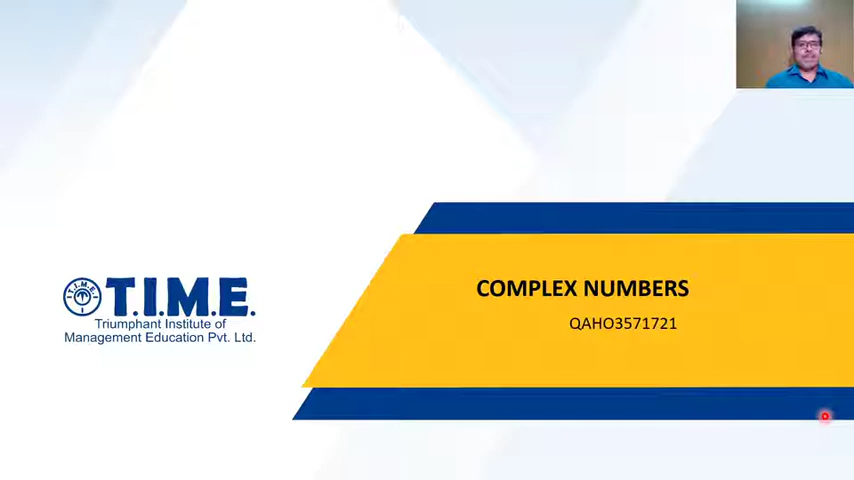 COMPLEX NUMBERS
QAHO3571721
T.I.M.E.
T.I.M.E.
Triumphant Institute of
Management Education Pvt. Ltd.